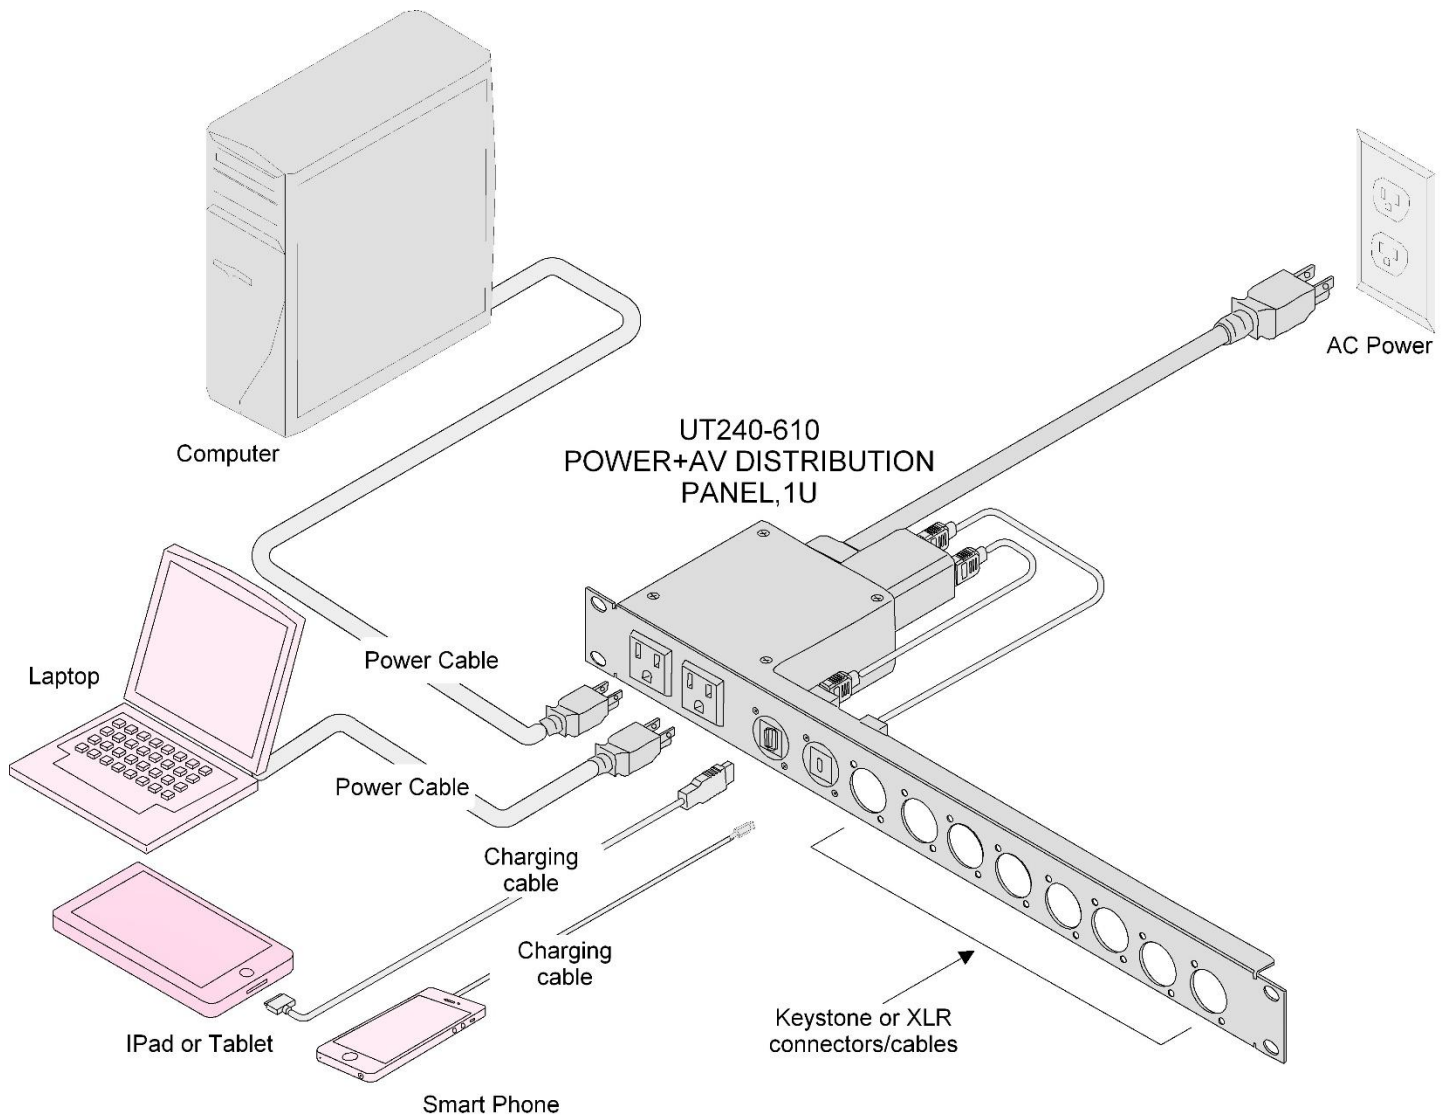 AC Power
Computer
UT240-610
POWER+AV DISTRIBUTION
PANEL,1U
Power Cable
Laptop
Power Cable
Charging
cable
Charging
cable
IPad or Tablet
Keystone or XLR
connectors/cables
Smart Phone